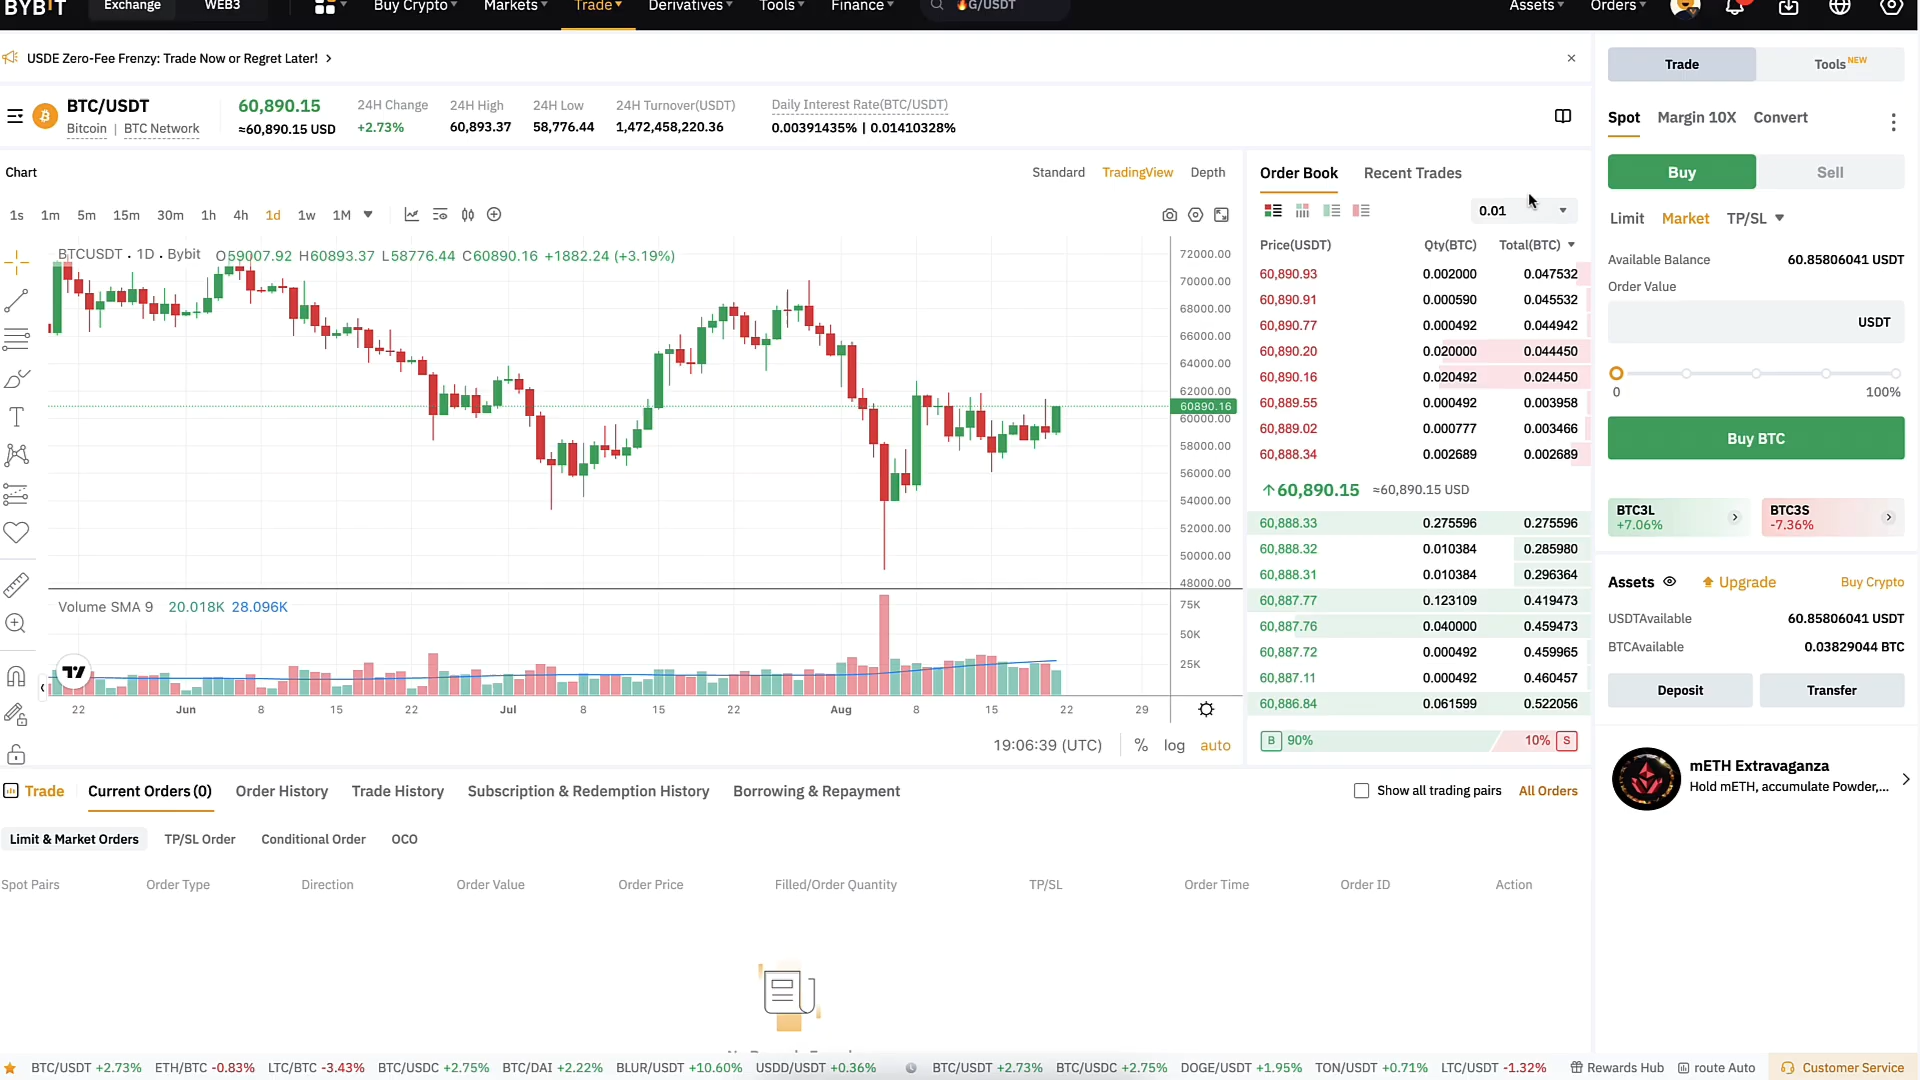 BYBIT Exchange WEB3 Buy Crypto Markets Trade Derivatives Tools Finance G/USDT Assets Orders
USDE Zero-Fee Frenzy: Trade Now or Regret Later!
BTC/USDT
Bitcoin | BTC Network
60,890.15
≈60,890.15 USD
24H Change
+2.73%
24H High
60,893.37
24H Low
58,776.44
24H Turnover(USDT)
1,472,458,220.36
Daily Interest Rate(BTC/USDT)
0.00391435% | 0.01410328%
Chart
Standard TradingView Depth
1s 1m 5m 15m 30m 1h 4h 1d 1w 1M
BTCUSDT . 1D . Bybit O59007.92 H60893.37 L58776.44 C60890.16 +1882.24 (+3.19%)
72000.00
70000.00
68000.00
66000.00
64000.00
62000.00
60890.16
60000.00
58000.00
56000.00
54000.00
52000.00
50000.00
48000.00
Volume SMA 9 20.018K 28.096K
75K
50K
25K
22 Jun 8 15 22 Jul 8 15 22 Aug 8 15 22 29
19:06:39 (UTC) % log auto
Order Book Recent Trades
0.01
Price(USDT) Qty(BTC) Total(BTC)
60,890.93 0.002000 0.047532
60,890.91 0.000590 0.045532
60,890.77 0.000492 0.044942
60,890.20 0.020000 0.044450
60,890.16 0.020492 0.024450
60,889.55 0.000492 0.003958
60,889.02 0.000777 0.003466
60,888.34 0.002689 0.002689
↑60,890.15 ≈60,890.15 USD
60,888.33 0.275596 0.275596
60,888.32 0.010384 0.285980
60,888.31 0.010384 0.296364
60,887.77 0.123109 0.419473
60,887.76 0.040000 0.459473
60,887.72 0.000492 0.459965
60,887.11 0.000492 0.460457
60,886.84 0.061599 0.522056
B 90% 10% S
Trade Tools NEW
Spot Margin 10X Convert
Buy Sell
Limit Market TP/SL
Available Balance 60.85806041 USDT
Order Value
USDT
0 100%
Buy BTC
BTC3L
+7.06%
BTC3S
-7.36%
Assets Upgrade Buy Crypto
USDTAvailable 60.85806041 USDT
BTCAvailable 0.03829044 BTC
Deposit Transfer
mETH Extravaganza
Hold mETH, accumulate Powder,...
Trade Current Orders (0) Order History Trade History Subscription & Redemption History Borrowing & Repayment Show all trading pairs All Orders
Limit & Market Orders TP/SL Order Conditional Order OCO
Spot Pairs Order Type Direction Order Value Order Price Filled/Order Quantity TP/SL Order Time Order ID Action
BTC/USDT +2.73% ETH/BTC -0.83% LTC/BTC -3.43% BTC/USDC +2.75% BTC/DAI +2.22% BLUR/USDT +10.60% USDD/USDT +0.36% BTC/USDT +2.73% BTC/USDC +2.75% DOGE/USDT +1.95% TON/USDT +0.71% LTC/USDT -1.32% Rewards Hub route Auto Customer Service